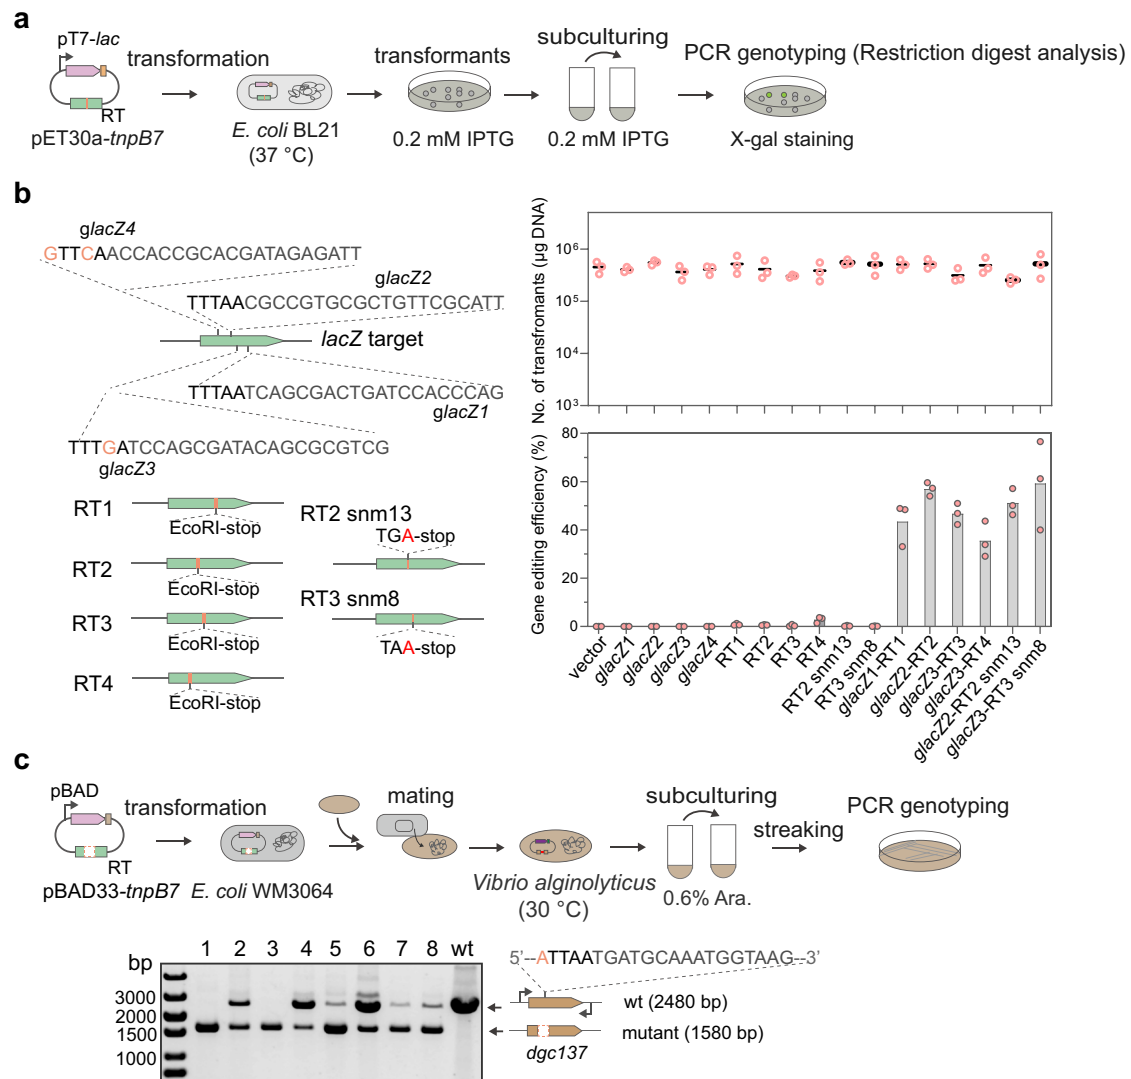 a
pT7-lac
transformation
transformants
subculturing
PCR genotyping (Restriction digest analysis)
RT
pET30a-tnpB7
E. coli BL21
(37 °C)
0.2 mM IPTG
0.2 mM IPTG
X-gal staining
b
glacZ4
GTTCAACCACCGCACGATAGAGATT
glacZ2
TTTAACGCCGTGCGCTGTTCGCATT
lacZ target
TTTAATCAGCGACTGATCCACCCAG
glacZ1
TTTGATCCAGCGATACAGCGCGTCG
glacZ3
RT1
EcoRI-stop
RT2
EcoRI-stop
RT3
EcoRI-stop
RT4
EcoRI-stop
RT2 snm13
TGA-stop
RT3 snm8
TAA-stop
No. of transfromants (µg DNA)
10⁶
10⁵
10⁴
10³
Gene editing efficiency (%)
80
60
40
20
0
vector
glacZ1
glacZ2
glacZ3
glacZ4
RT1
RT2
RT3
RT4
RT2 snm13
RT3 snm8
glacZ1-RT1
glacZ2-RT2
glacZ3-RT3
glacZ3-RT4
glacZ2-RT2 snm13
glacZ3-RT3 snm8
c
pBAD
transformation
mating
subculturing
streaking
PCR genotyping
RT
pBAD33-tnpB7
E. coli WM3064
Vibrio alginolyticus
(30 °C)
0.6% Ara.
1 2 3 4 5 6 7 8 wt
bp
3000
2000
1500
1000
5'--ATTAATGATGCAAATGGTAAG--3'
wt (2480 bp)
mutant (1580 bp)
dgc137